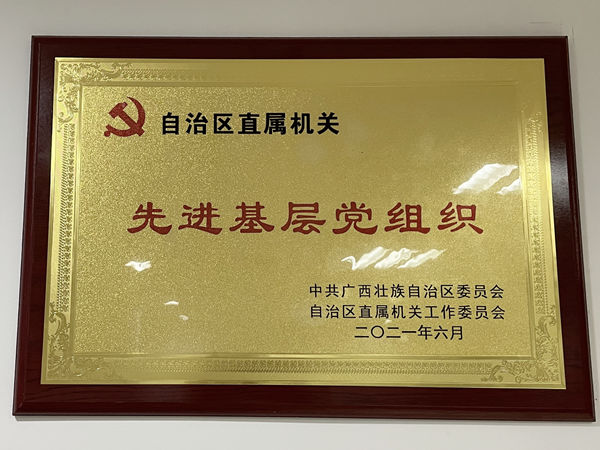 自治区直属机关
先进基层党组织
中共广西壮族自治区委员会
自治区直属机关工作委员会
二〇二一年六月